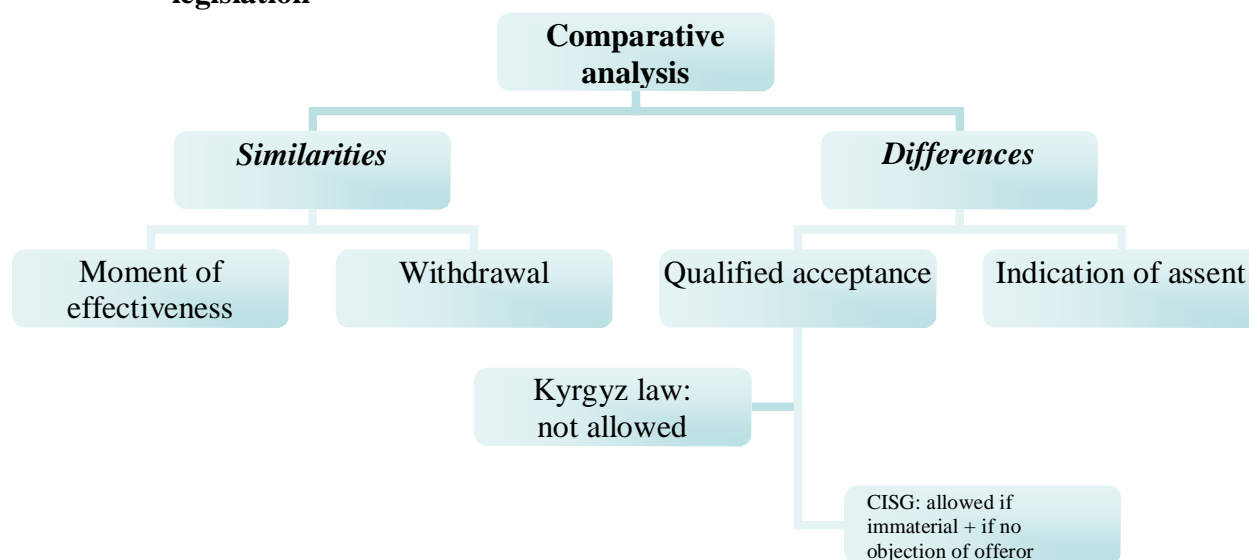 legislation
Comparative
analysis
Similarities
Differences
Moment of
effectiveness
Withdrawal
Qualified acceptance
Indication of assent
Kyrgyz law:
not allowed
CISG: allowed if
immaterial + if no
objection of offeror